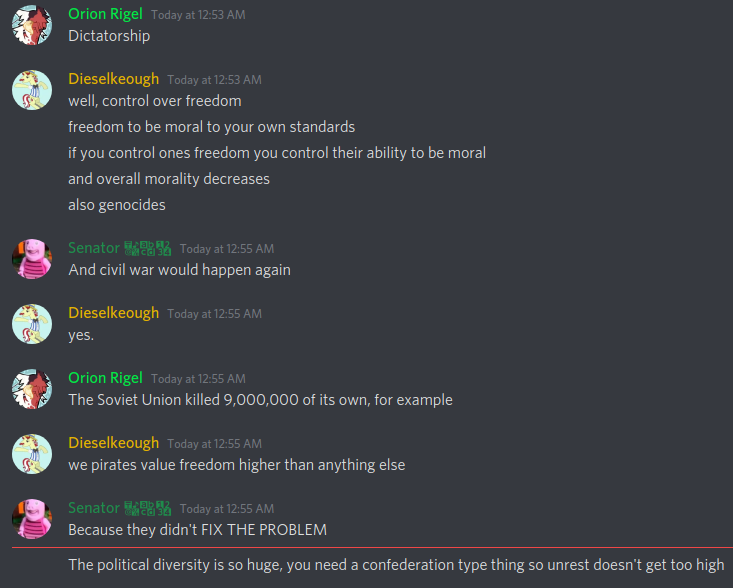 Orion Rigel Today at 12:53 AM
Dictatorship
Dieselkeough Today at 12:53 AM
well, control over freedom
freedom to be moral to your own standards
if you control ones freedom you control their ability to be moral
and overall morality decreases
also genocides
Senator Today at 12:55 AM
And civil war would happen again
Dieselkeough Today at 12:55 AM
yes.
Orion Rigel Today at 12:55 AM
The Soviet Union killed 9,000,000 of its own, for example
Dieselkeough Today at 12:55 AM
we pirates value freedom higher than anything else
Senator Today at 12:55 AM
Because they didn't FIX THE PROBLEM
The political diversity is so huge, you need a confederation type thing so unrest doesn't get too high